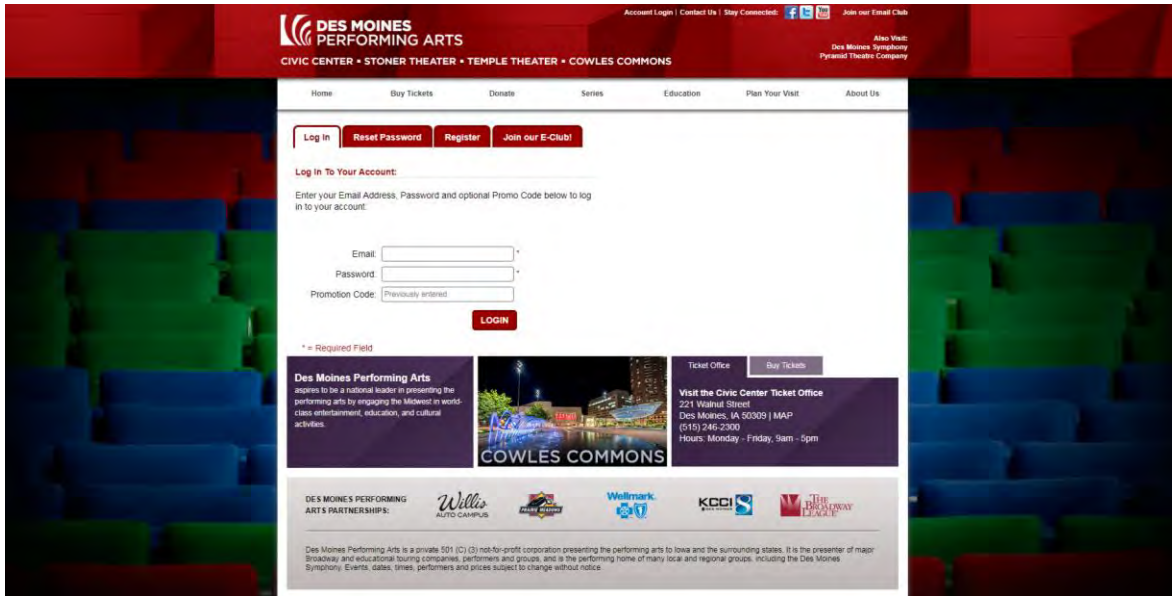 Account Login | Contact Us | Stay Connected: Join our Email Club
DES MOINES
PERFORMING ARTS
CIVIC CENTER ▪ STONER THEATER ▪ TEMPLE THEATER ▪ COWLES COMMONS
Also Visit:
Des Moines Symphony
Pyramid Theatre Company
Home Buy Tickets Donate Series Education Plan Your Visit About Us
Log In Reset Password Register Join our E-Club!
Log In To Your Account:
Enter your Email Address, Password and optional Promo Code below to log
in to your account.
Email: *
Password: *
Promotion Code: Previously entered
LOGIN
* = Required Field
Des Moines Performing Arts
aspires to be a national leader in presenting the
performing arts by engaging the Midwest in world-
class entertainment, education, and cultural
activities.
COWLES COMMONS
Ticket Office Buy Tickets
Visit the Civic Center Ticket Office
221 Walnut Street
Des Moines, IA 50309 | MAP
(515) 246-2300
Hours: Monday - Friday, 9am - 5pm
DES MOINES PERFORMING
ARTS PARTNERSHIPS:
Willis
AUTO CAMPUS
PRAIRIE MEADOWS
Wellmark
KCCI 8
THE
BROADWAY
LEAGUE
Des Moines Performing Arts is a private 501 (C) (3) not-for-profit corporation presenting the performing arts to Iowa and the surrounding states. It is the presenter of major
Broadway and educational touring companies, performers and groups, and is the performing home of many local and regional groups, including the Des Moines
Symphony. Events, dates, times, performers and prices subject to change without notice.